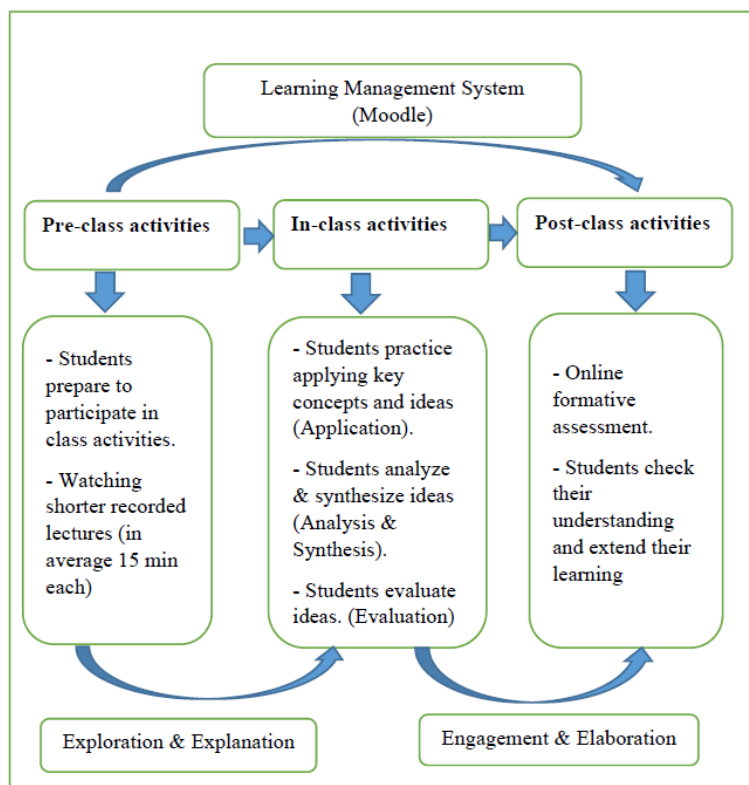 Learning Management System
(Moodle)
Pre-class activities
In-class activities
Post-class activities
- Students
prepare to
participate in
class activities.
- Watching
shorter recorded
lectures (in
average 15 min
each)
- Students practice
applying key
concepts and ideas
(Application).
- Students analyze
& synthesize ideas
(Analysis &
Synthesis).
- Students evaluate
ideas. (Evaluation)
- Online
formative
assessment.
- Students check
their
understanding
and extend their
learning
Exploration & Explanation
Engagement & Elaboration